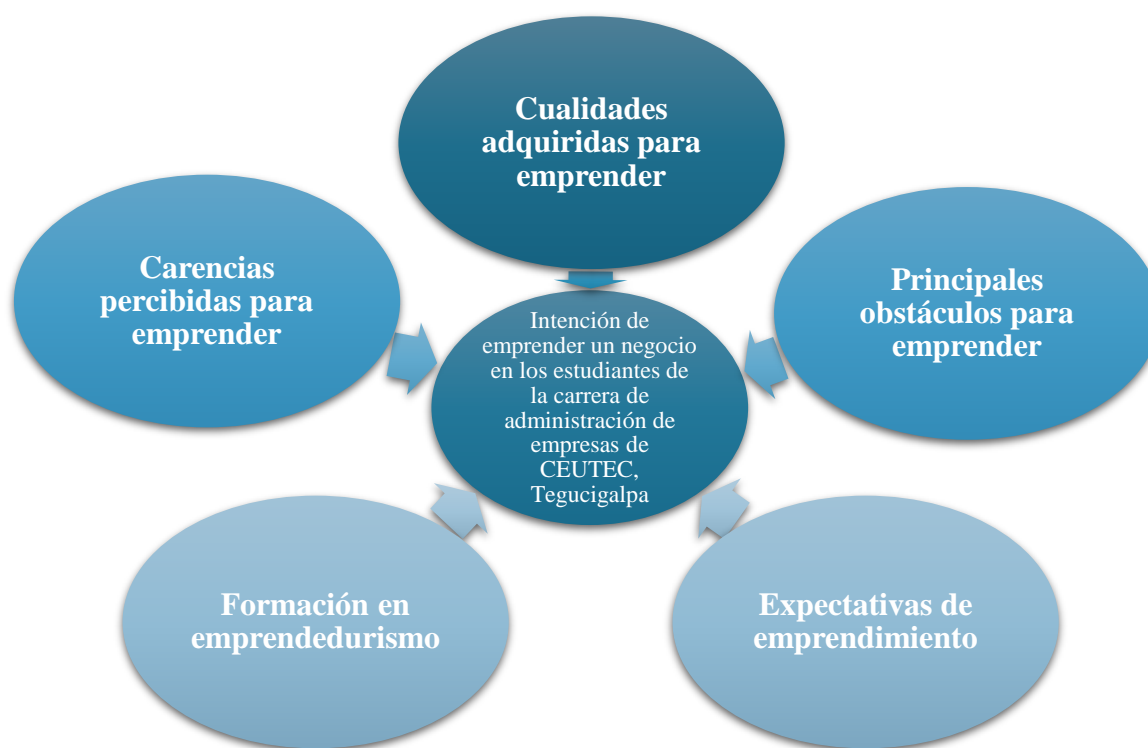 Cualidades
adquiridas para
emprender
Carencias
percibidas para
emprender
Principales
obstáculos para
emprender
Intención de
emprender un negocio
en los estudiantes de
la carrera de
administración de
empresas de
CEUTEC,
Tegucigalpa
Formación en
emprendedurismo
Expectativas de
emprendimiento